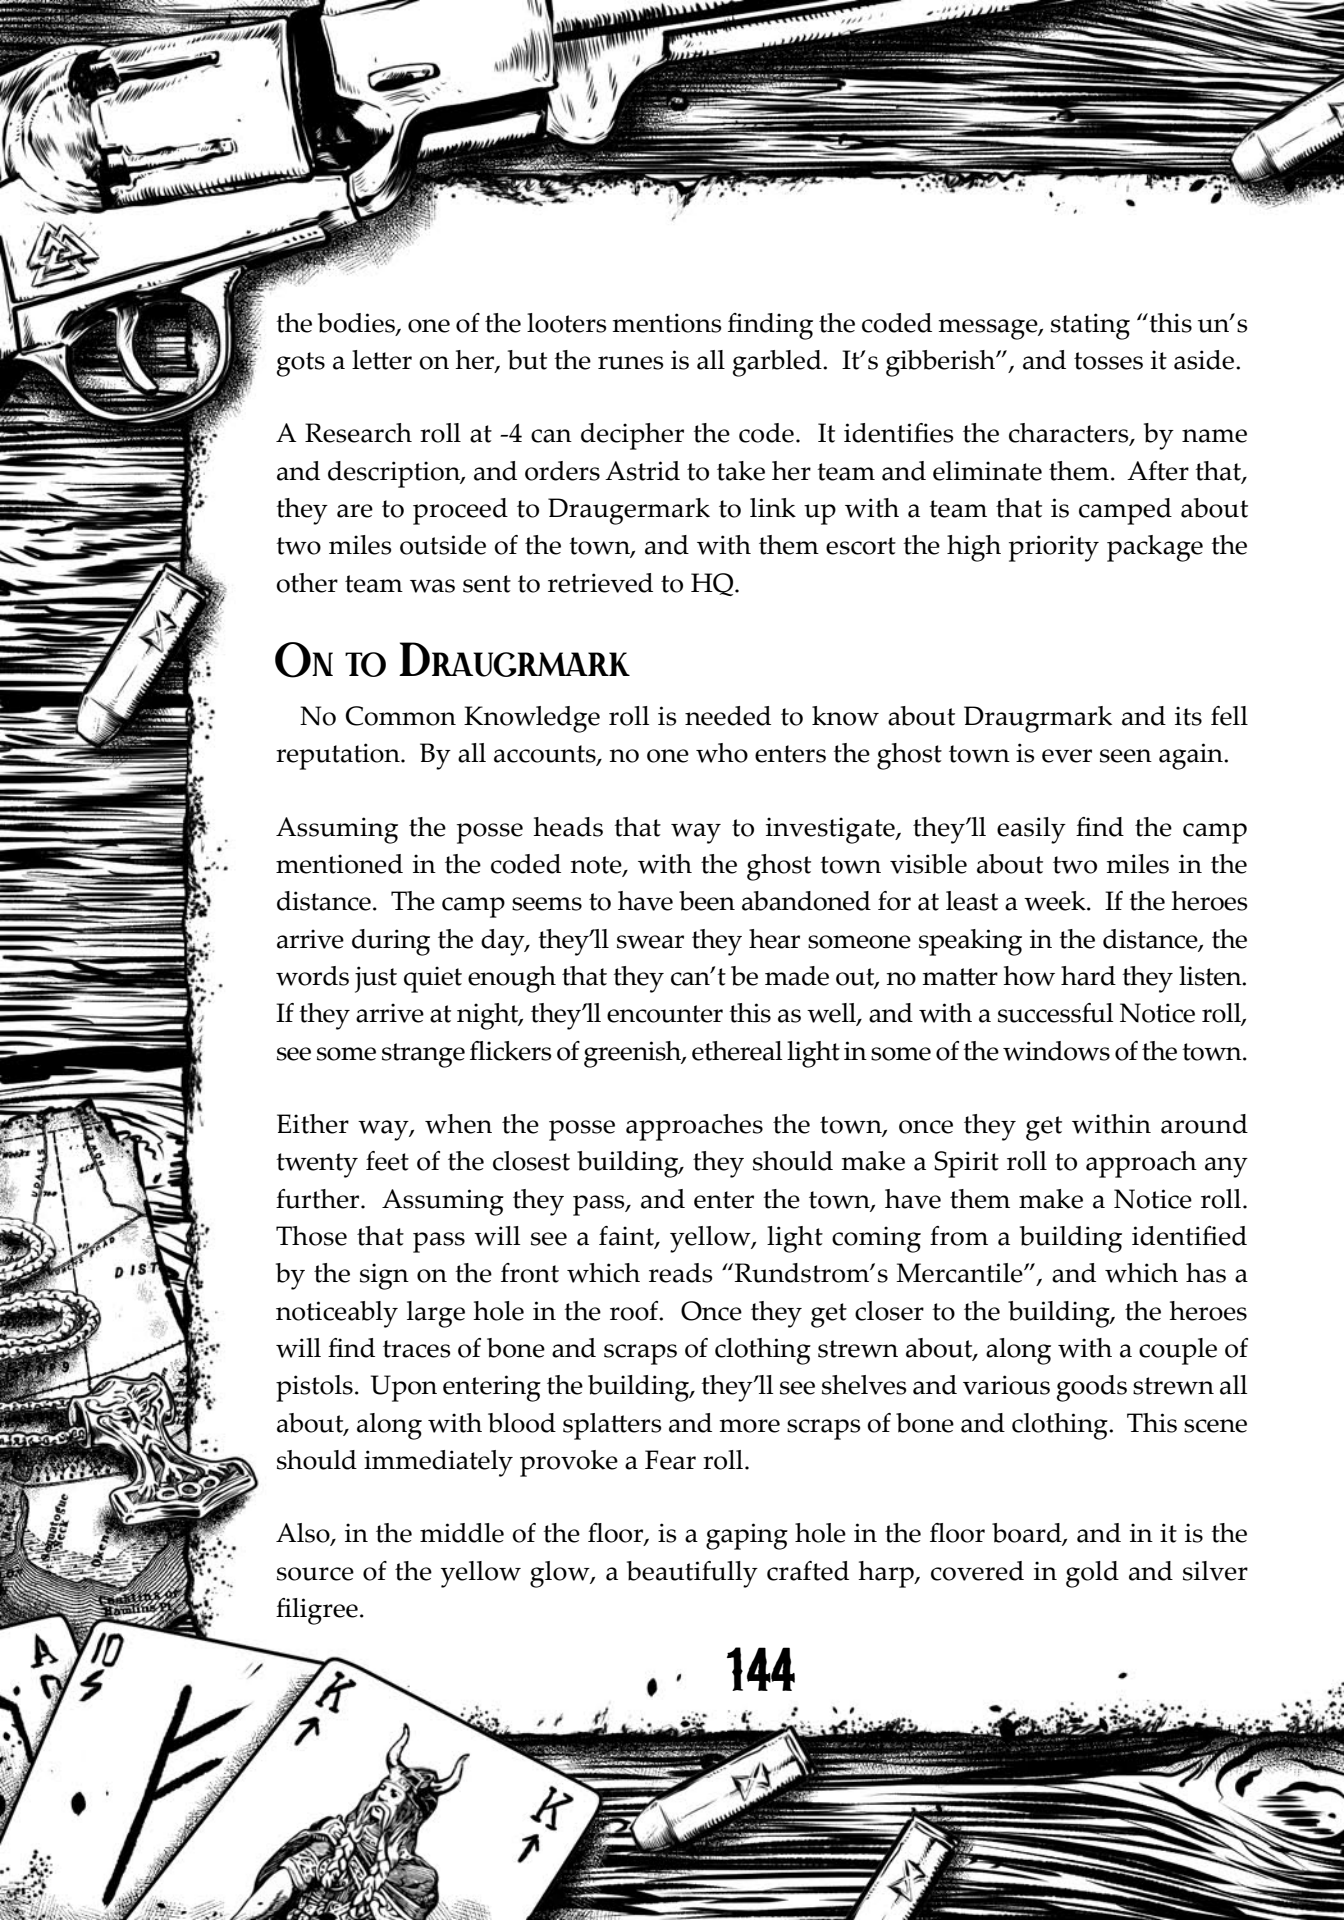 the bodies, one of the looters mentions finding the coded message, stating “this un’s
gots a letter on her, but the runes is all garbled.  It’s gibberish”, and tosses it aside.
A Research roll at -4 can decipher the code.  It identifies the characters, by name
and description, and orders Astrid to take her team and eliminate them.  After that,
they are to proceed to Draugermark to link up with a team that is camped about
two miles outside of the town, and with them escort the high priority package the
other team was sent to retrieved to HQ.
On to Draugrmark
No Common Knowledge roll is needed to know about Draugrmark and its fell
reputation.  By all accounts, no one who enters the ghost town is ever seen again.
Assuming the posse heads that way to investigate, they’ll easily find the camp
mentioned in the coded note, with the ghost town visible about two miles in the
distance.  The camp seems to have been abandoned for at least a week.  If the heroes
arrive during the day, they’ll swear they hear someone speaking in the distance, the
words just quiet enough that they can’t be made out, no matter how hard they listen.
If they arrive at night, they’ll encounter this as well, and with a successful Notice roll,
see some strange flickers of greenish, ethereal light in some of the windows of the town.
Either way, when the posse approaches the town, once they get within around
twenty feet of the closest building, they should make a Spirit roll to approach any
further.  Assuming they pass, and enter the town, have them make a Notice roll.
Those that pass will see a faint, yellow, light coming from a building identified
by the sign on the front which reads “Rundstrom’s Mercantile”, and which has a
noticeably large hole in the roof.  Once they get closer to the building, the heroes
will find traces of bone and scraps of clothing strewn about, along with a couple of
pistols.  Upon entering the building, they’ll see shelves and various goods strewn all
about, along with blood splatters and more scraps of bone and clothing.  This scene
should immediately provoke a Fear roll.
Also, in the middle of the floor, is a gaping hole in the floor board, and in it is the
source of the yellow glow, a beautifully crafted harp, covered in gold and silver
filigree.
144
DIST
A
10
K
K